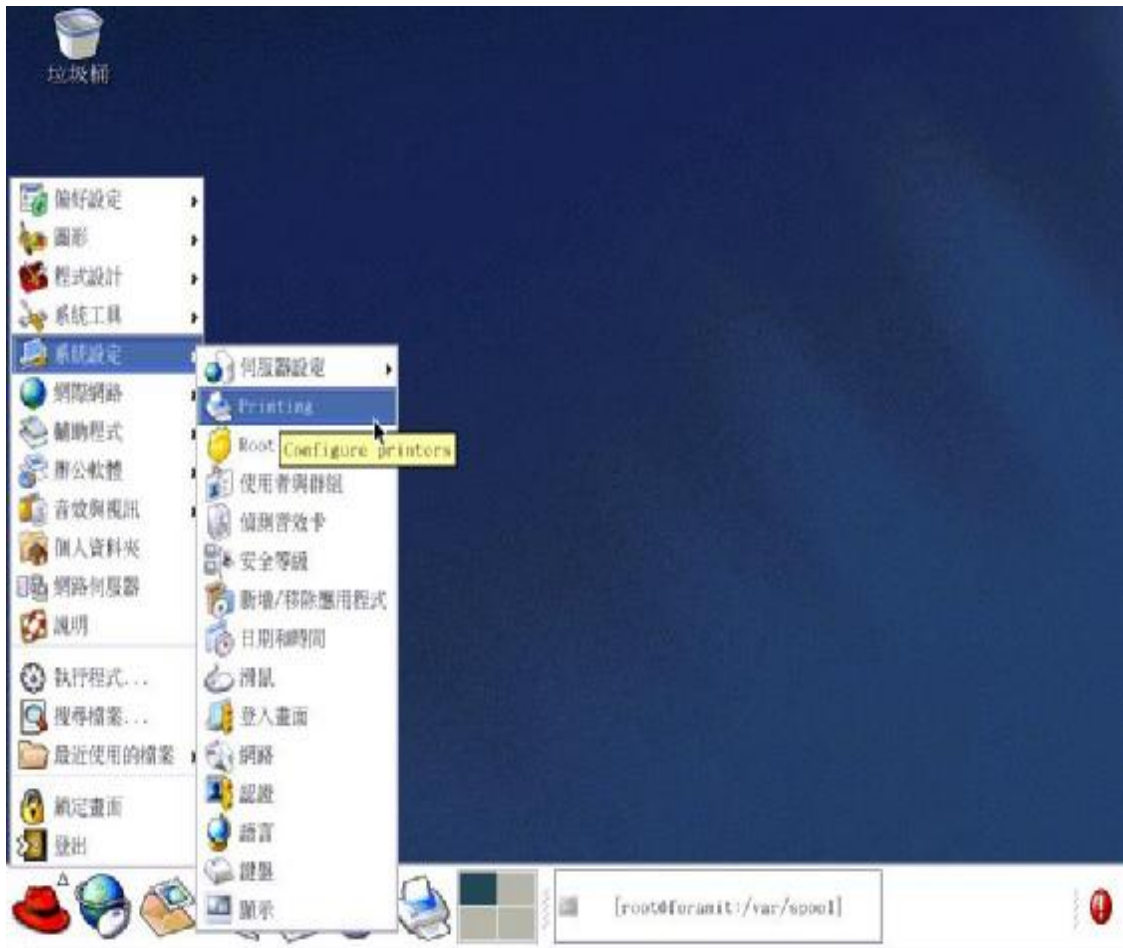 垃圾桶
偏好設定
圖形
程式設計
系統工具
系統設定
網際網路
輔助程式
辦公軟體
音效與視訊
個人資料夾
網路伺服器
說明
執行程式...
搜尋檔案...
最近使用的檔案
鎖定畫面
登出
伺服器設定
Printing
Root
Configure printers
使用者與群組
偵測音效卡
安全等級
新增/移除應用程式
日期和時間
滑鼠
登入畫面
網路
認證
語言
鍵盤
顯示
[root@foramit:/var/spool]